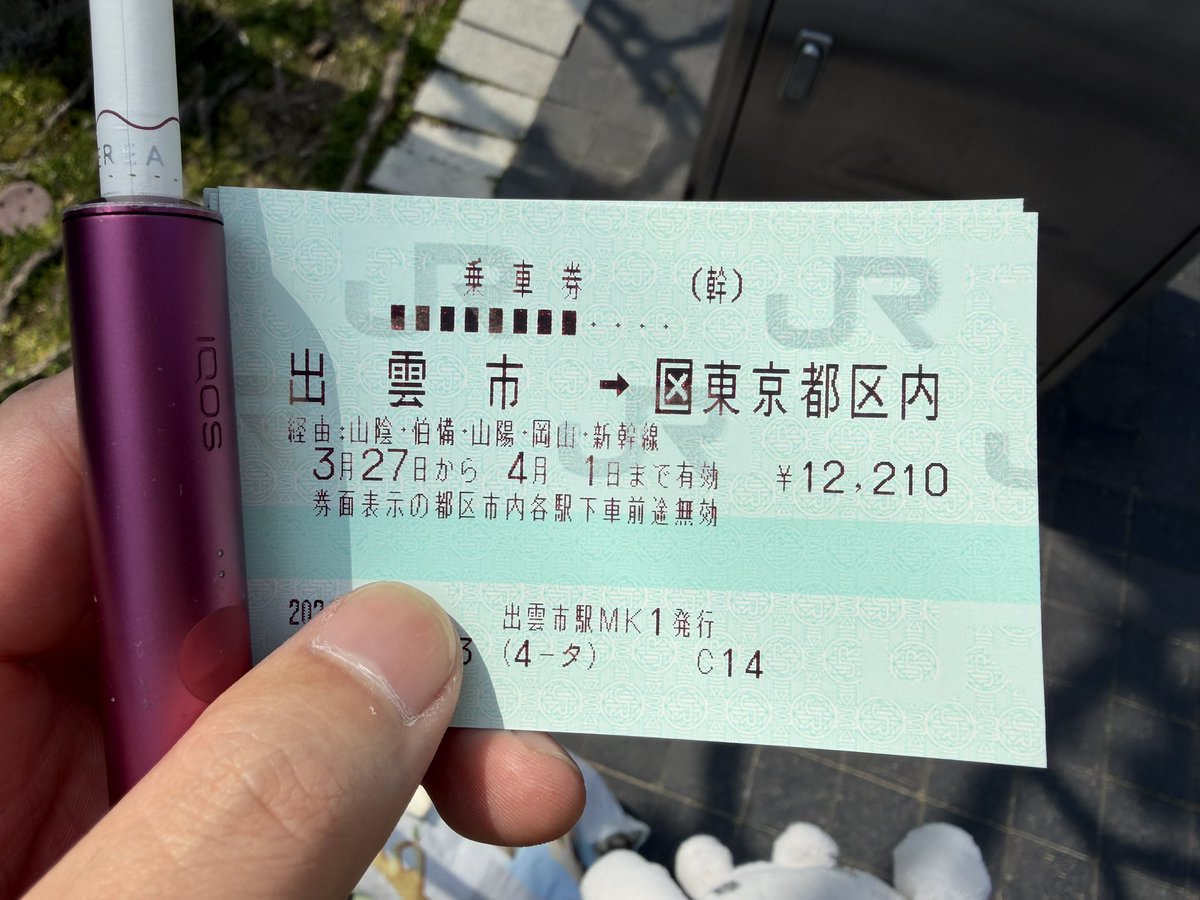 乗車券 (幹)
出雲市 → 区東京都区内
経由:山陰・伯備・山陽・岡山・新幹線
3月27日から 4月 1日まで有効 ¥12,210
券面表示の都区市内各駅下車前途無効
出雲市駅MK1発行
3 (4-タ) C14
JR
JR
JR
IQOS